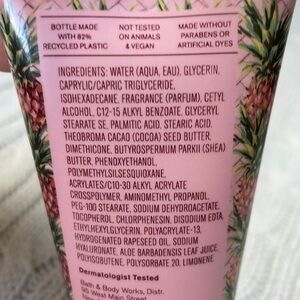 BOTTLE MADE
WITH 82%
RECYCLED PLASTIC
NOT TESTED
ON ANIMALS
& VEGAN
MADE WITHOUT
PARABENS OR
ARTIFICIAL DYES
INGREDIENTS: WATER (AQUA, EAU), GLYCERIN,
CAPRYLIC/CAPRIC TRIGLYCERIDE,
ISOHEXADECANE, FRAGRANCE (PARFUM), CETYL
ALCOHOL, C12-15 ALKYL BENZOATE, GLYCERYL
STEARATE SE, PALMITIC ACID, STEARIC ACID,
THEOBROMA CACAO (COCOA) SEED BUTTER,
DIMETHICONE, BUTYROSPERMUM PARKII (SHEA)
BUTTER, PHENOXYETHANOL,
POLYMETHYLSILSESQUIOXANE,
ACRYLATES/C10-30 ALKYL ACRYLATE
CROSSPOLYMER, AMINOMETHYL PROPANOL,
PEG-100 STEARATE, SODIUM DEHYDROACETATE,
TOCOPHEROL, CHLORPHENESIN, DISODIUM EDTA,
ETHYLHEXYLGLYCERIN, POLYACRYLATE-13,
HYDROGENATED RAPESEED OIL, SODIUM
HYALURONATE, ALOE BARBADENSIS LEAF JUICE,
POLYISOBUTENE, POLYSORBATE 20, LIMONENE.
Dermatologist Tested
Bath & Body Works, Distr.
95 West Main Street